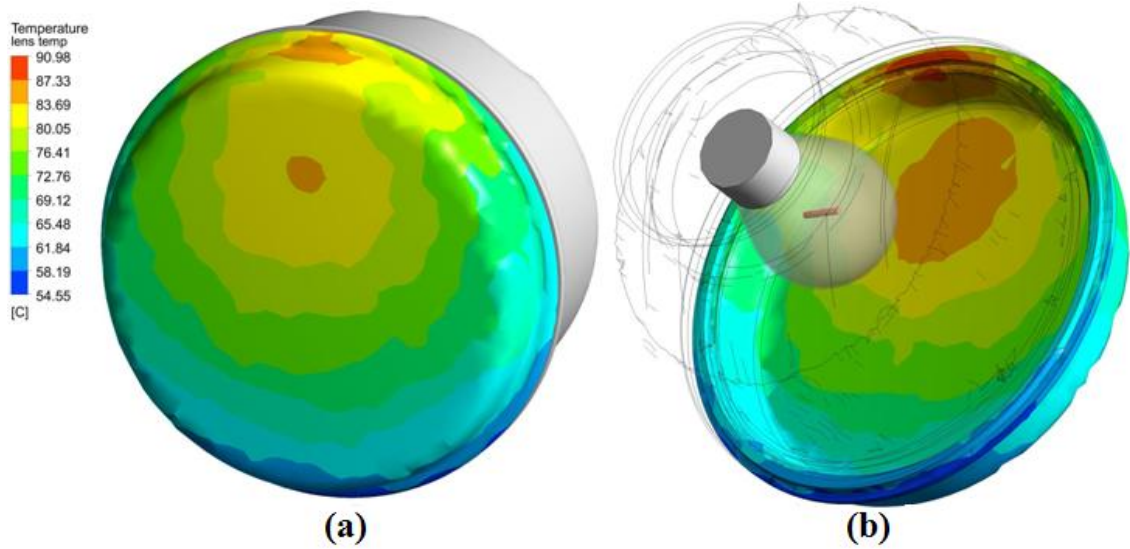 Temperature
lens temp
90.98
87.33
83.69
80.05
76.41
72.76
69.12
65.48
61.84
58.19
54.55
[C]
(a)
(b)